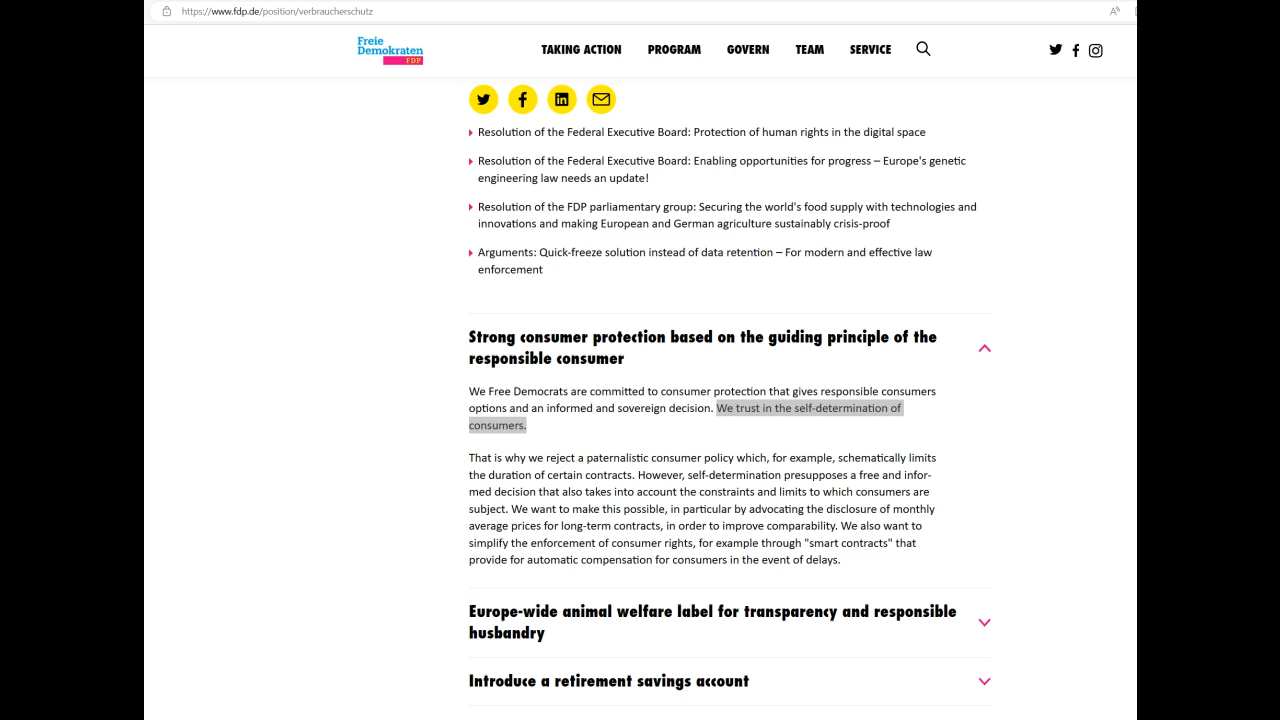 https://www.fdp.de/position/verbraucherschutz
Freie
Demokraten
FDP
TAKING ACTION PROGRAM GOVERN TEAM SERVICE
Resolution of the Federal Executive Board: Protection of human rights in the digital space
Resolution of the Federal Executive Board: Enabling opportunities for progress – Europe's genetic
engineering law needs an update!
Resolution of the FDP parliamentary group: Securing the world's food supply with technologies and
innovations and making European and German agriculture sustainably crisis-proof
Arguments: Quick-freeze solution instead of data retention – For modern and effective law
enforcement
Strong consumer protection based on the guiding principle of the
responsible consumer
We Free Democrats are committed to consumer protection that gives responsible consumers
options and an informed and sovereign decision. We trust in the self-determination of
consumers.
That is why we reject a paternalistic consumer policy which, for example, schematically limits
the duration of certain contracts. However, self-determination presupposes a free and infor-
med decision that also takes into account the constraints and limits to which consumers are
subject. We want to make this possible, in particular by advocating the disclosure of monthly
average prices for long-term contracts, in order to improve comparability. We also want to
simplify the enforcement of consumer rights, for example through "smart contracts" that
provide for automatic compensation for consumers in the event of delays.
Europe-wide animal welfare label for transparency and responsible
husbandry
Introduce a retirement savings account